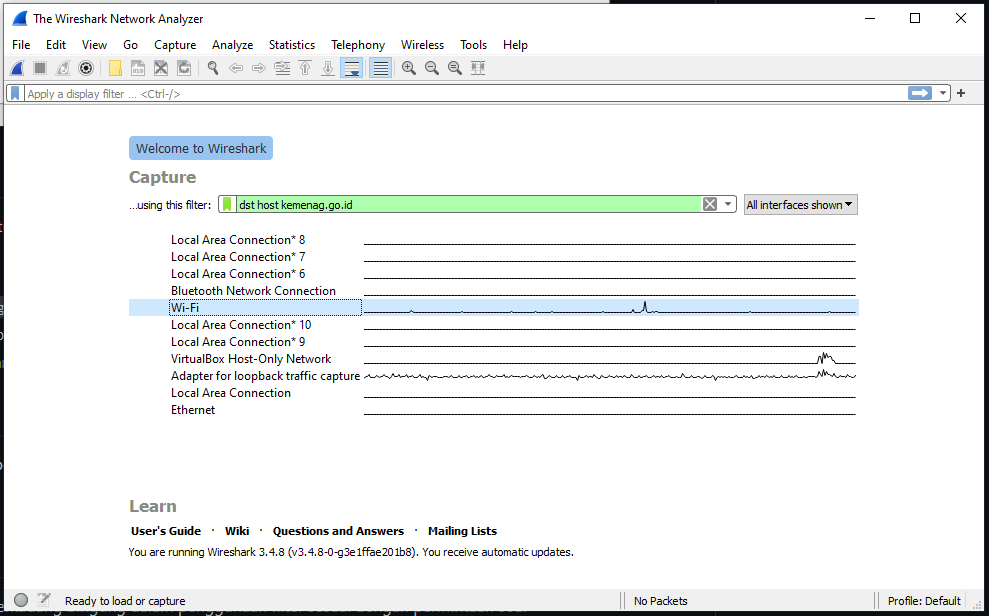 The Wireshark Network Analyzer
File Edit View Go Capture Analyze Statistics Telephony Wireless Tools Help
Apply a display filter ... <Ctrl-/>
Welcome to Wireshark
Capture
...using this filter: dst host kemenag.go.id All interfaces shown
Local Area Connection* 8
Local Area Connection* 7
Local Area Connection* 6
Bluetooth Network Connection
Wi-Fi
Local Area Connection* 10
Local Area Connection* 9
VirtualBox Host-Only Network
Adapter for loopback traffic capture
Local Area Connection
Ethernet
Learn
User's Guide · Wiki · Questions and Answers · Mailing Lists
You are running Wireshark 3.4.8 (v3.4.8-0-g3e1ffae201b8). You receive automatic updates.
Ready to load or capture No Packets Profile: Default